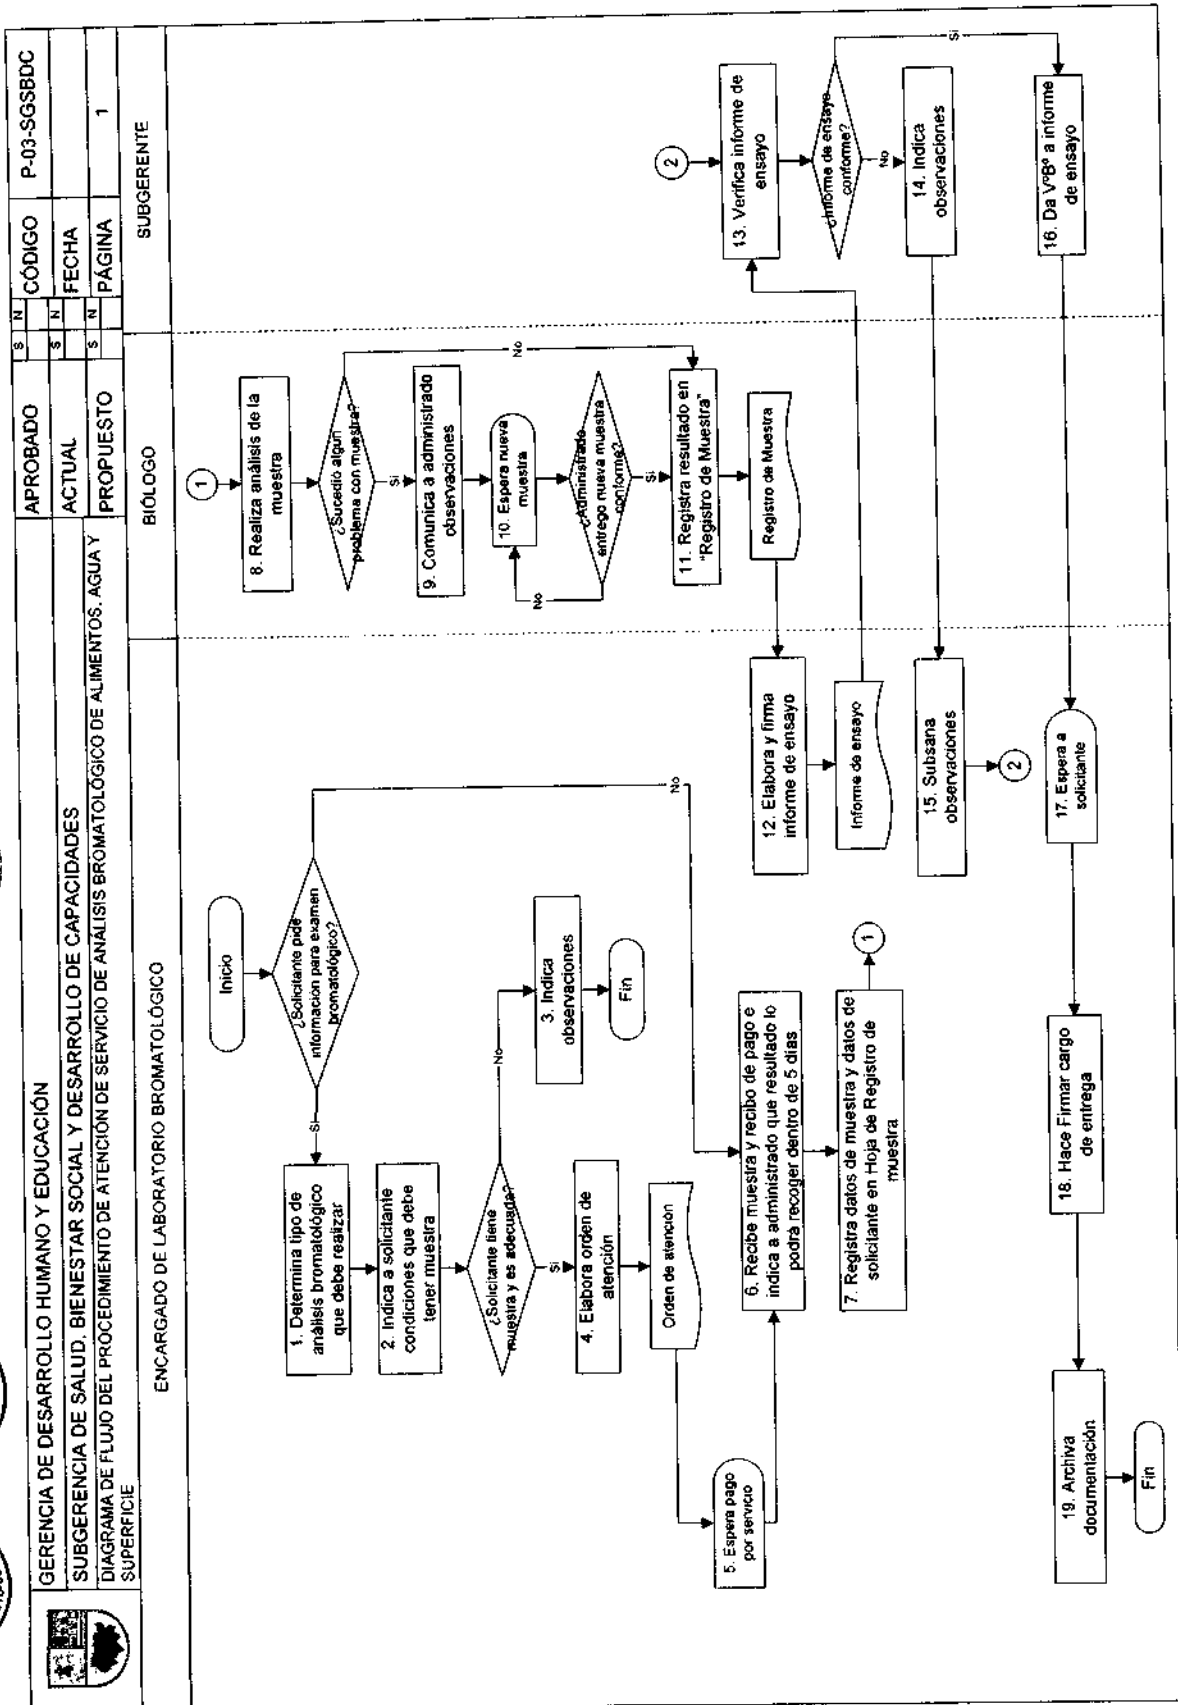 GERENCIA DE DESARROLLO HUMANO Y EDUCACIÓN
SUBGERENCIA DE SALUD, BIENESTAR SOCIAL Y DESARROLLO DE CAPACIDADES
DIAGRAMA DE FLUJO DEL PROCEDIMIENTO DE ATENCIÓN DE SERVICIO DE ANÁLISIS BROMATOLÓGICO DE ALIMENTOS, AGUA Y
SUPERFICIE
APROBADO S N CÓDIGO P-03-SGSBDC
ACTUAL S N FECHA
PROPUESTO S N PÁGINA 1
ENCARGADO DE LABORATORIO BROMATOLÓGICO
BIÓLOGO
SUBGERENTE
Inicio
¿Solicitante pide
información para examen
bromatológico?
Si
No
1. Determina tipo de
análisis bromatológico
que debe realizar
2. Indica a solicitante
condiciones que debe
tener muestra
¿Solicitante tiene
muestra y es adecuada?
No
Si
3. Indica
observaciones
Fin
4. Elabora orden de
atención
Orden de atención
5. Espera pago
por servicio
6. Recibe muestra y recibo de pago e
indica a administrado que resultado lo
podrá recoger dentro de 5 días
7. Registra datos de muestra y datos de
solicitante en Hoja de Registro de
muestra
1
1
8. Realiza análisis de la
muestra
¿Sucedió algun
problema con muestra?
No
Si
9. Comunica a administrado
observaciones
10. Espera nueva
muestra
¿Administrado
entrego nueva muestra
conforme?
No
Si
11. Registra resultado en
"Registro de Muestra"
Registro de Muestra
12. Elabora y firma
informe de ensayo
Informe de ensayo
2
13. Verifica informe de
ensayo
¿Informe de ensayo
conforme?
Si
No
14. Indica
observaciones
15. Subsana
observaciones
2
16. Da VºBº a informe
de ensayo
17. Espera a
solicitante
18. Hace Firmar cargo
de entrega
19. Archiva
documentación
Fin